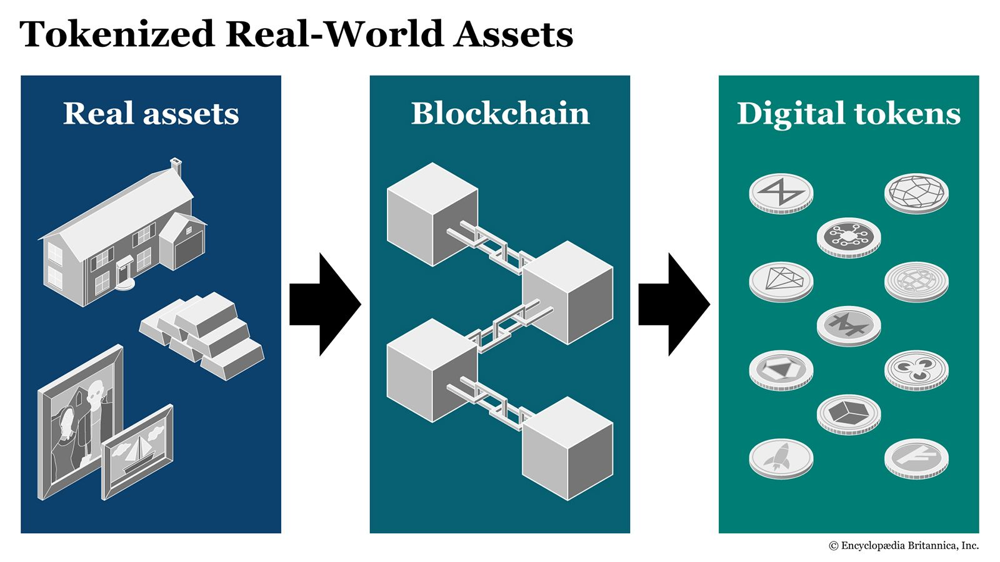 Tokenized Real-World Assets
Real assets
Blockchain
Digital tokens
© Encyclopædia Britannica, Inc.